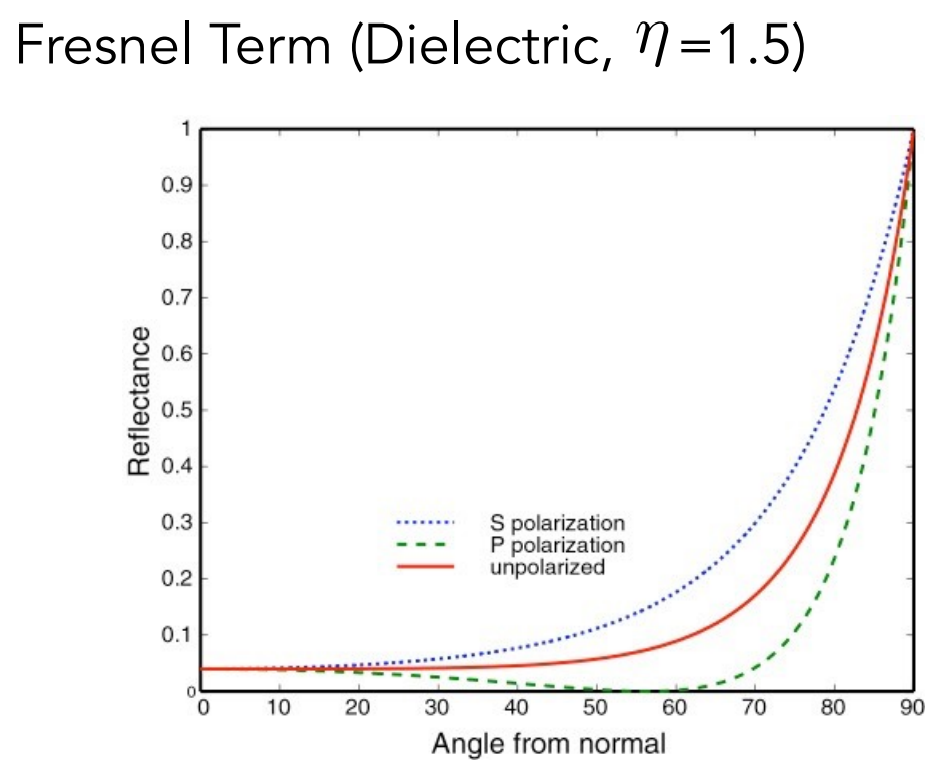 Fresnel Term (Dielectric, η=1.5)
1
0.9
0.8
0.7
0.6
0.5
0.4
0.3
0.2
0.1
0
Reflectance
S polarization
P polarization
unpolarized
0 10 20 30 40 50 60 70 80 90
Angle from normal